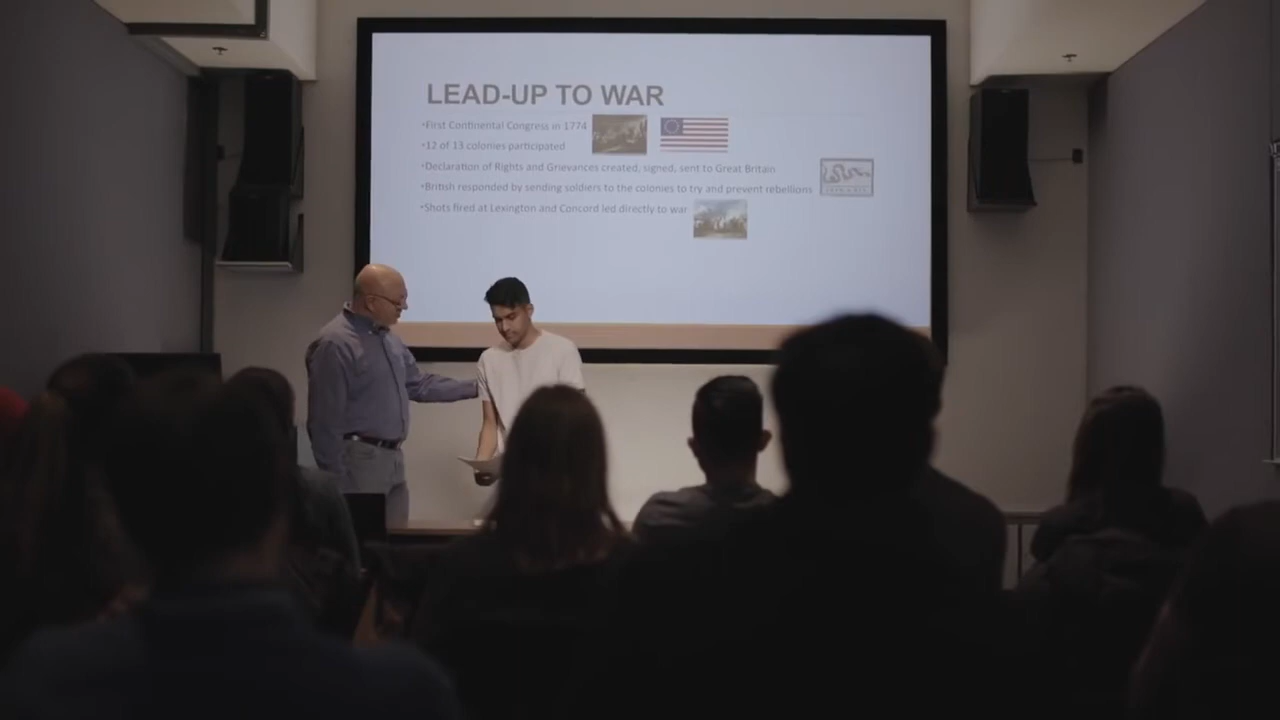 LEAD-UP TO WAR
•First Continental Congress in 1774
•12 of 13 colonies participated
•Declaration of Rights and Grievances created, signed, sent to Great Britain
•British responded by sending soldiers to the colonies to try and prevent rebellions
•Shots fired at Lexington and Concord led directly to war